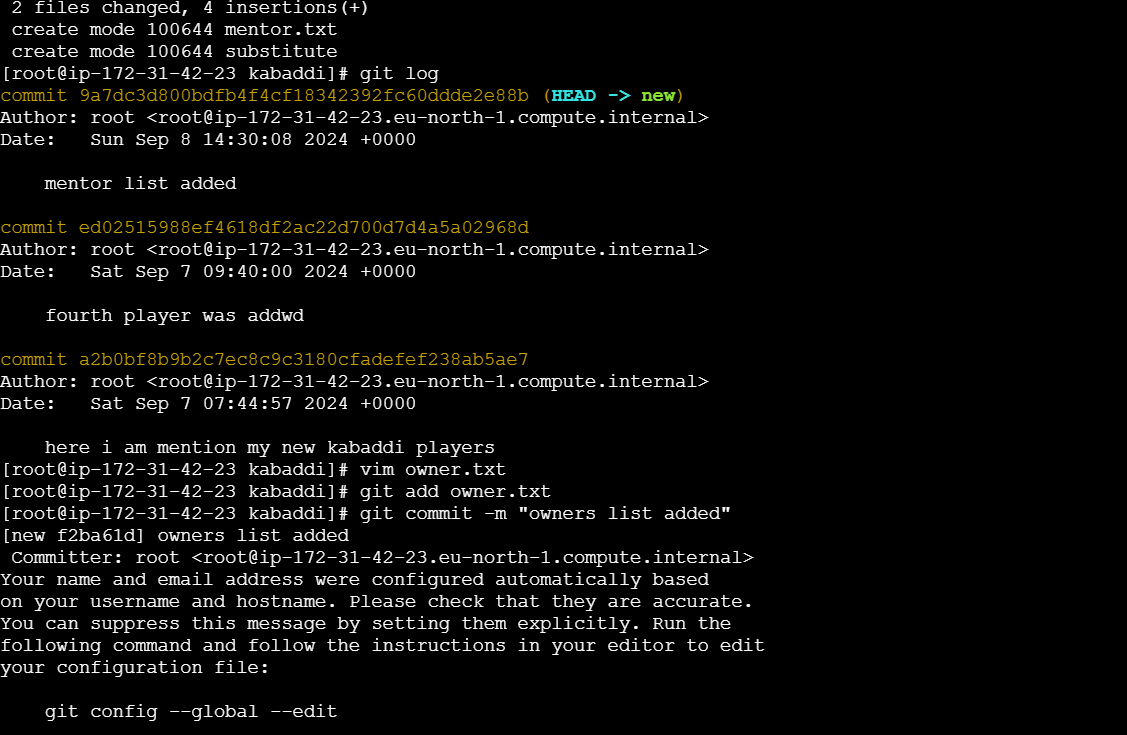 2 files changed, 4 insertions(+)
create mode 100644 mentor.txt
create mode 100644 substitute
[root@ip-172-31-42-23 kabaddi]# git log
commit 9a7dc3d800bdfb4f4cf18342392fc60ddde2e88b (HEAD -> new)
Author: root <root@ip-172-31-42-23.eu-north-1.compute.internal>
Date:   Sun Sep 8 14:30:08 2024 +0000
    mentor list added
commit ed02515988ef4618df2ac22d700d7d4a5a02968d
Author: root <root@ip-172-31-42-23.eu-north-1.compute.internal>
Date:   Sat Sep 7 09:40:00 2024 +0000
    fourth player was addwd
commit a2b0bf8b9b2c7ec8c9c3180cfadefef238ab5ae7
Author: root <root@ip-172-31-42-23.eu-north-1.compute.internal>
Date:   Sat Sep 7 07:44:57 2024 +0000
    here i am mention my new kabaddi players
[root@ip-172-31-42-23 kabaddi]# vim owner.txt
[root@ip-172-31-42-23 kabaddi]# git add owner.txt
[root@ip-172-31-42-23 kabaddi]# git commit -m "owners list added"
[new f2ba61d] owners list added
 Committer: root <root@ip-172-31-42-23.eu-north-1.compute.internal>
Your name and email address were configured automatically based
on your username and hostname. Please check that they are accurate.
You can suppress this message by setting them explicitly. Run the
following command and follow the instructions in your editor to edit
your configuration file:
    git config --global --edit